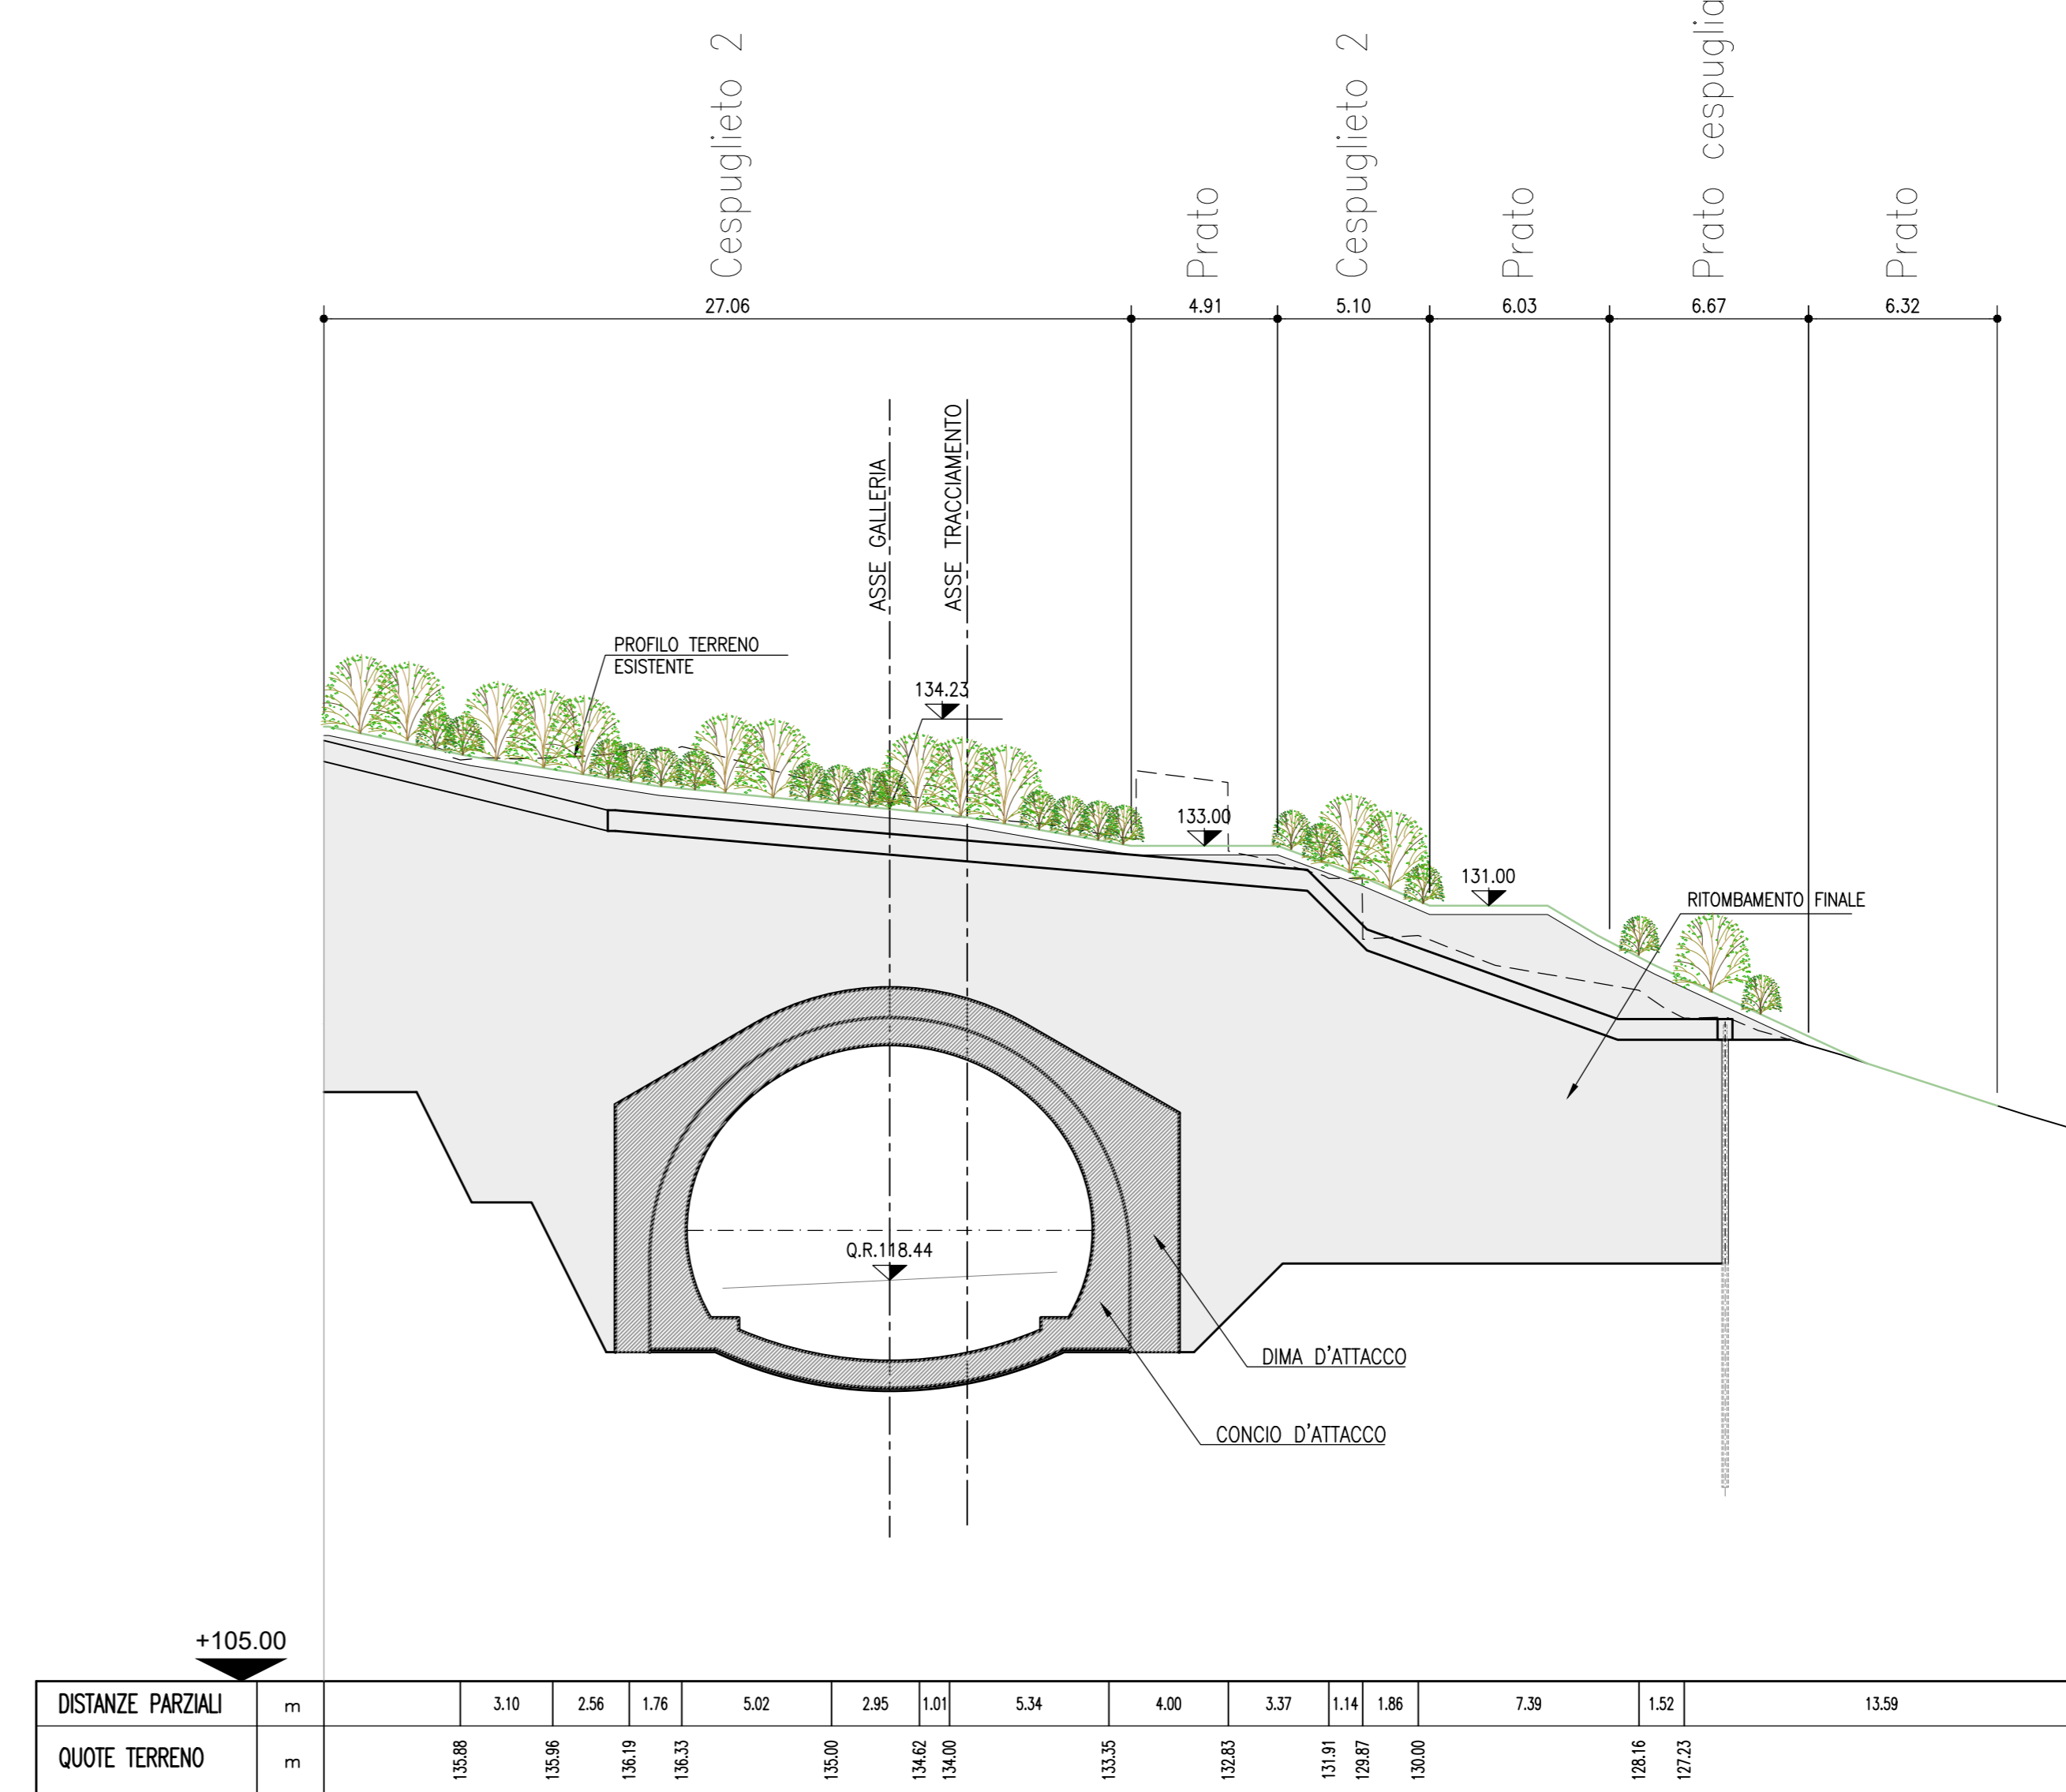 Cespuglieto 2
Prato
Cespuglieto 2
Prato
Prato cespuglia
Prato
27.06
4.91
5.10
6.03
6.67
6.32
ASSE GALLERIA
ASSE TRACCIAMENTO
PROFILO TERRENO
ESISTENTE
134.23
133.00
131.00
RITOMBAMENTO FINALE
Q.R.118.44
DIMA D'ATTACCO
CONCIO D'ATTACCO
+105.00
DISTANZE PARZIALI m 3.10 2.56 1.76 5.02 2.95 1.01 5.34 4.00 3.37 1.14 1.86 7.39 1.52 13.59
QUOTE TERRENO m 135.88 135.96 136.19 136.33 135.00 134.62 134.00 133.35 132.83 131.91 129.87 130.00 128.16 127.23